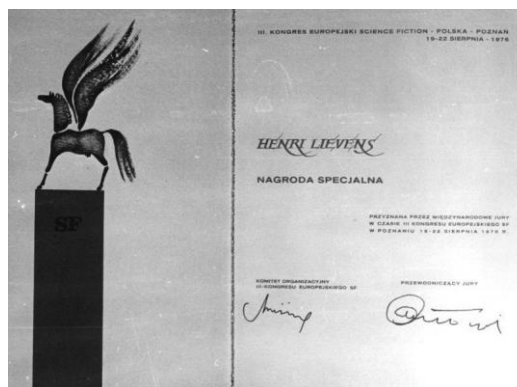 SF
III. KONGRES EUROPEJSKI SCIENCE FICTION - POLSKA - POZNAŃ
19-22 SIERPNIA - 1976
HENRI LIEVENS
NAGRODA SPECJALNA
PRZYZNANA PRZEZ MIĘDZYNARODOWE JURY
W CZASIE III KONGRESU EUROPEJSKIEGO SF
W POZNANIU 19-22 SIERPNIA 1976 R.
KOMITET ORGANIZACYJNY
III-KONGRESU EUROPEJSKIEGO SF
PRZEWODNICZĄCY JURY